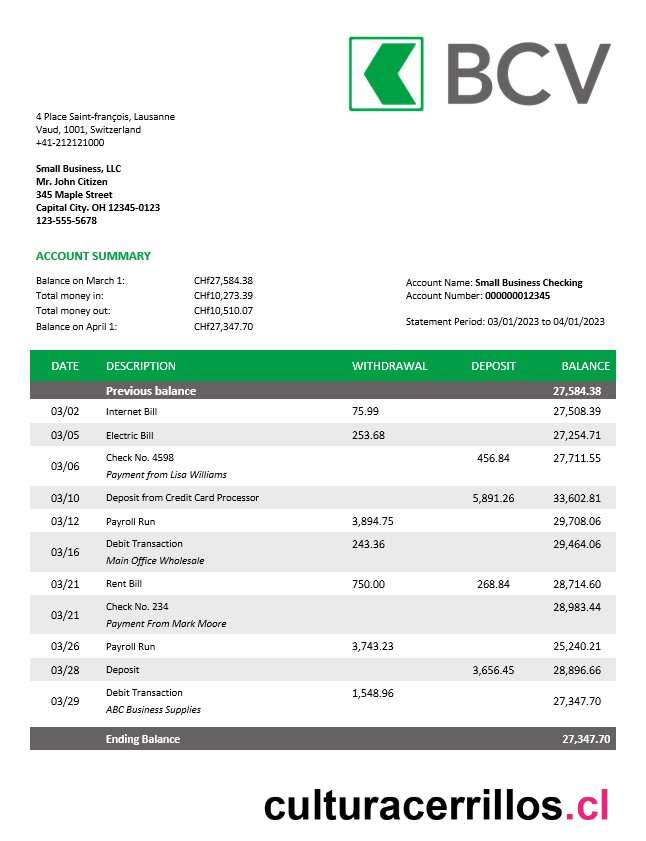 BCV
4 Place Saint-françois, Lausanne
Vaud, 1001, Switzerland
+41-212121000
Small Business, LLC
Mr. John Citizen
345 Maple Street
Capital City. OH 12345-0123
123-555-5678
ACCOUNT SUMMARY
Balance on March 1: CHf27,584.38
Total money in: CHf10,273.39
Total money out: CHf10,510.07
Balance on April 1: CHf27,347.70
Account Name: Small Business Checking
Account Number: 000000012345
Statement Period: 03/01/2023 to 04/01/2023
DATE DESCRIPTION WITHDRAWAL DEPOSIT BALANCE
Previous balance 27,584.38
03/02 Internet Bill 75.99 27,508.39
03/05 Electric Bill 253.68 27,254.71
03/06 Check No. 4598 456.84 27,711.55
Payment from Lisa Williams
03/10 Deposit from Credit Card Processor 5,891.26 33,602.81
03/12 Payroll Run 3,894.75 29,708.06
03/16 Debit Transaction 243.36 29,464.06
Main Office Wholesale
03/21 Rent Bill 750.00 268.84 28,714.60
03/21 Check No. 234 28,983.44
Payment From Mark Moore
03/26 Payroll Run 3,743.23 25,240.21
03/28 Deposit 3,656.45 28,896.66
03/29 Debit Transaction 1,548.96 27,347.70
ABC Business Supplies
Ending Balance 27,347.70
culturacerrillos.cl